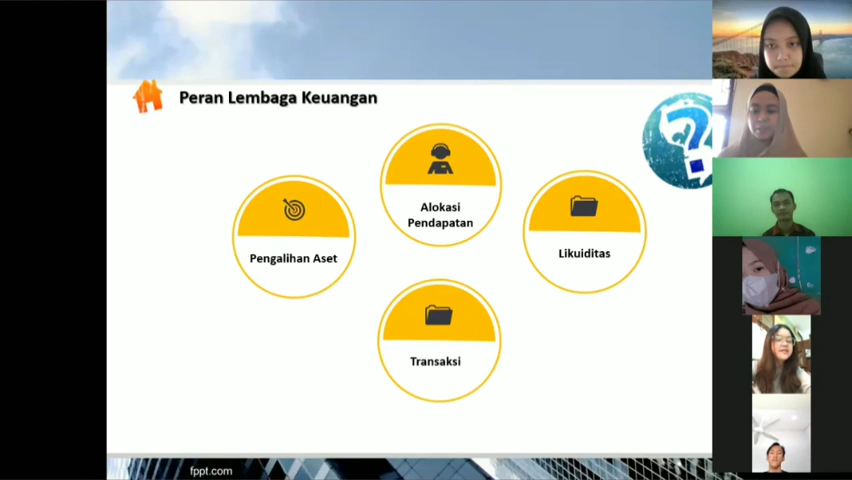 Peran Lembaga Keuangan
Alokasi
Pendapatan
Pengalihan Aset
Likuiditas
Transaksi
fppt.com